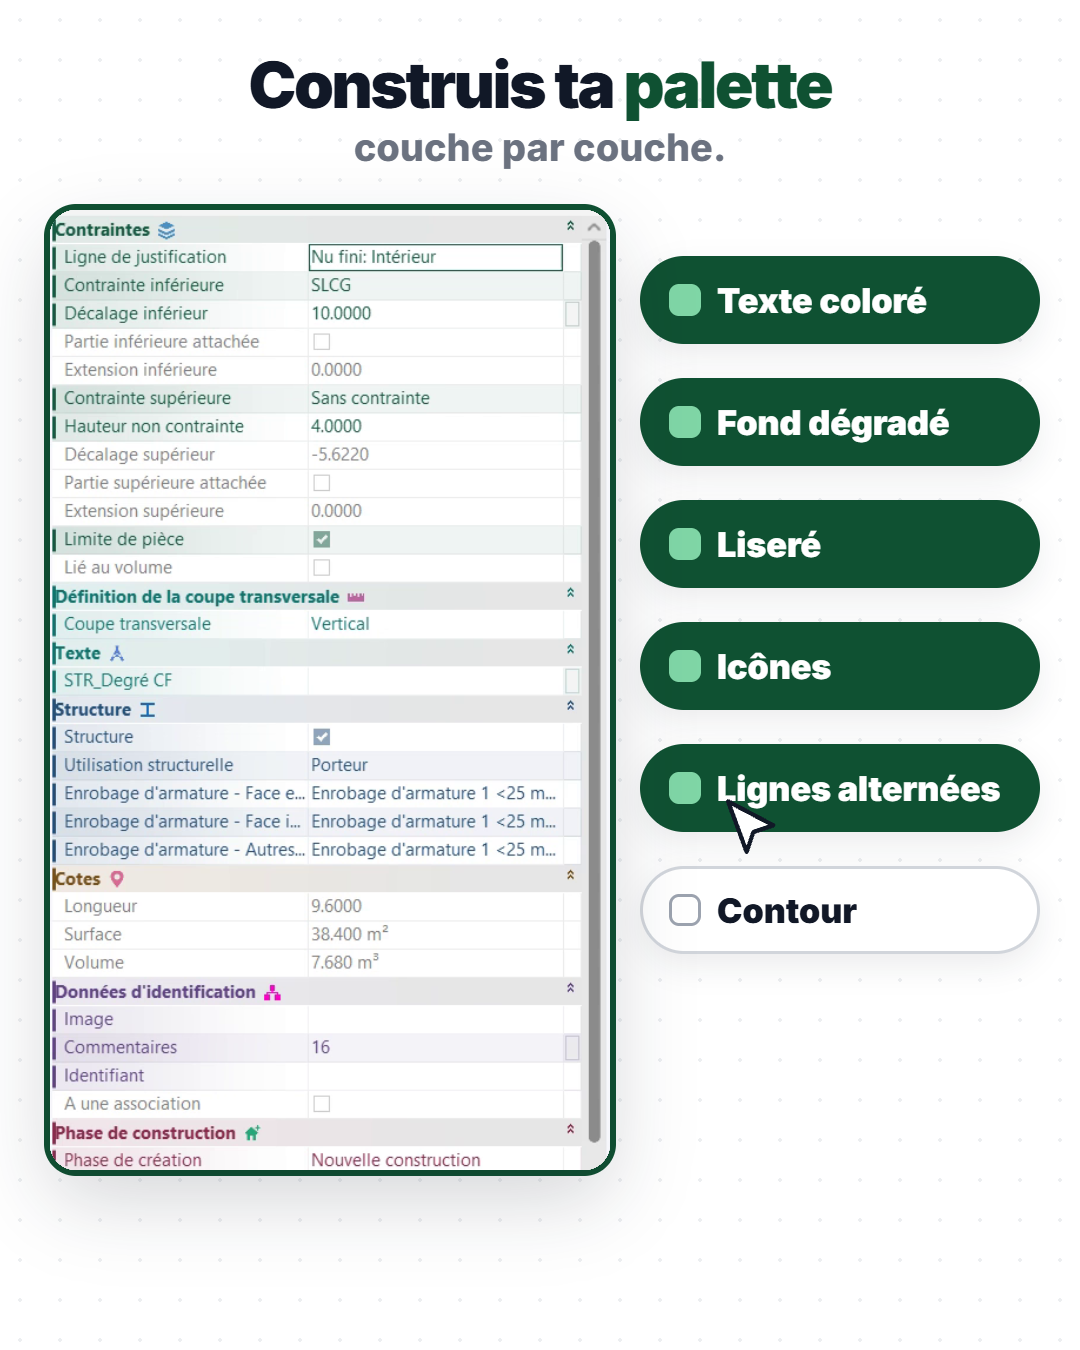 Construis ta palette
couche par couche.
Contraintes
Ligne de justification Nu fini: Intérieur
Contrainte inférieure SLCG
Décalage inférieur 10.0000
Partie inférieure attachée
Extension inférieure 0.0000
Contrainte supérieure Sans contrainte
Hauteur non contrainte 4.0000
Décalage supérieur -5.6220
Partie supérieure attachée
Extension supérieure 0.0000
Limite de pièce
Lié au volume
Définition de la coupe transversale
Coupe transversale Vertical
Texte
STR_Degré CF
Structure
Structure
Utilisation structurelle Porteur
Enrobage d'armature - Face e... Enrobage d'armature 1 <25 m...
Enrobage d'armature - Face i... Enrobage d'armature 1 <25 m...
Enrobage d'armature - Autres... Enrobage d'armature 1 <25 m...
Cotes
Longueur 9.6000
Surface 38.400 m²
Volume 7.680 m³
Données d'identification
Image
Commentaires 16
Identifiant
A une association
Phase de construction
Phase de création Nouvelle construction
Texte coloré
Fond dégradé
Liseré
Icônes
Lignes alternées
Contour